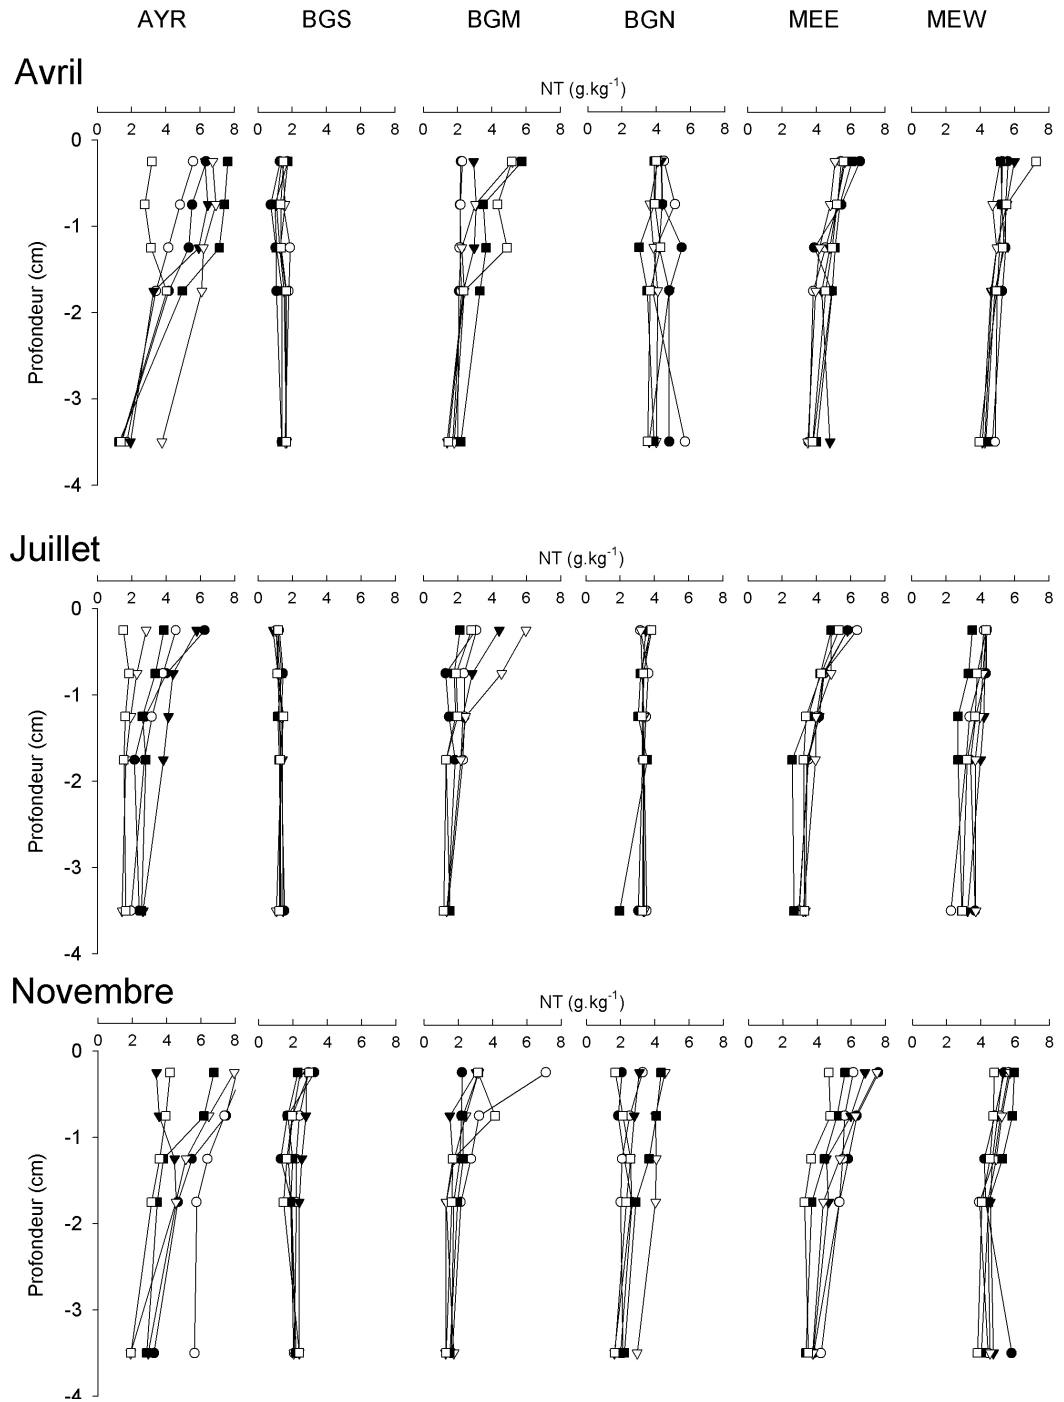 AYR BGS BGM BGN MEE MEW
Avril
NT (g.kg-1)
0 2 4 6 8 0 2 4 6 8 0 2 4 6 8 0 2 4 6 8 0 2 4 6 8 0 2 4 6 8
0
-1
-2
-3
-4
Profondeur (cm)
Juillet
NT (g.kg-1)
0 2 4 6 8 0 2 4 6 8 0 2 4 6 8 0 2 4 6 8 0 2 4 6 8 0 2 4 6 8
0
-1
-2
-3
-4
Profondeur (cm)
Novembre
NT (g.kg-1)
0 2 4 6 8 0 2 4 6 8 0 2 4 6 8 0 2 4 6 8 0 2 4 6 8 0 2 4 6 8
0
-1
-2
-3
-4
Profondeur (cm)